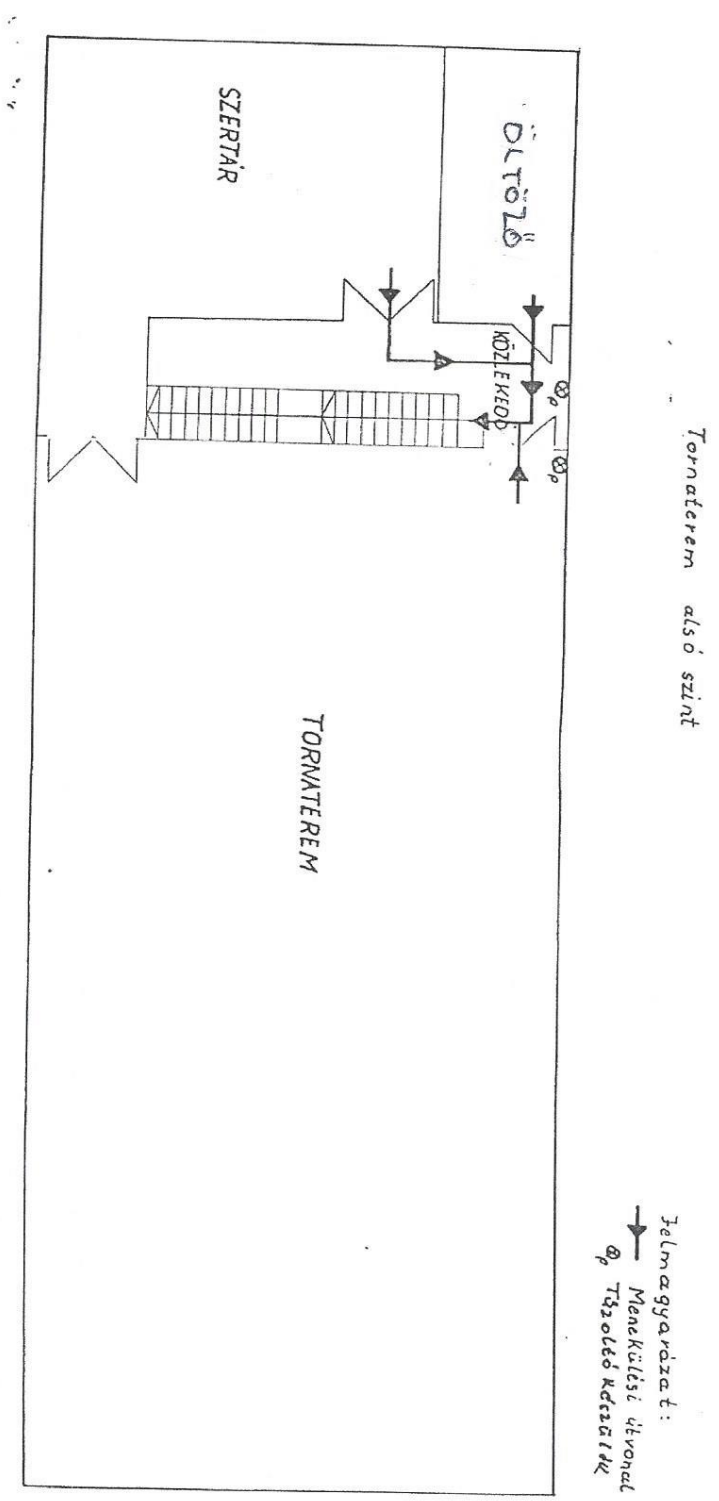 Tornaterem alsó szint
ÖLTÖZŐ
SZERTÁR
KÖZLEKEDŐ
P
P
TORNATEREM
Jelmagyarázat:
Menekülési útvonal
P Tűzoltó készülék